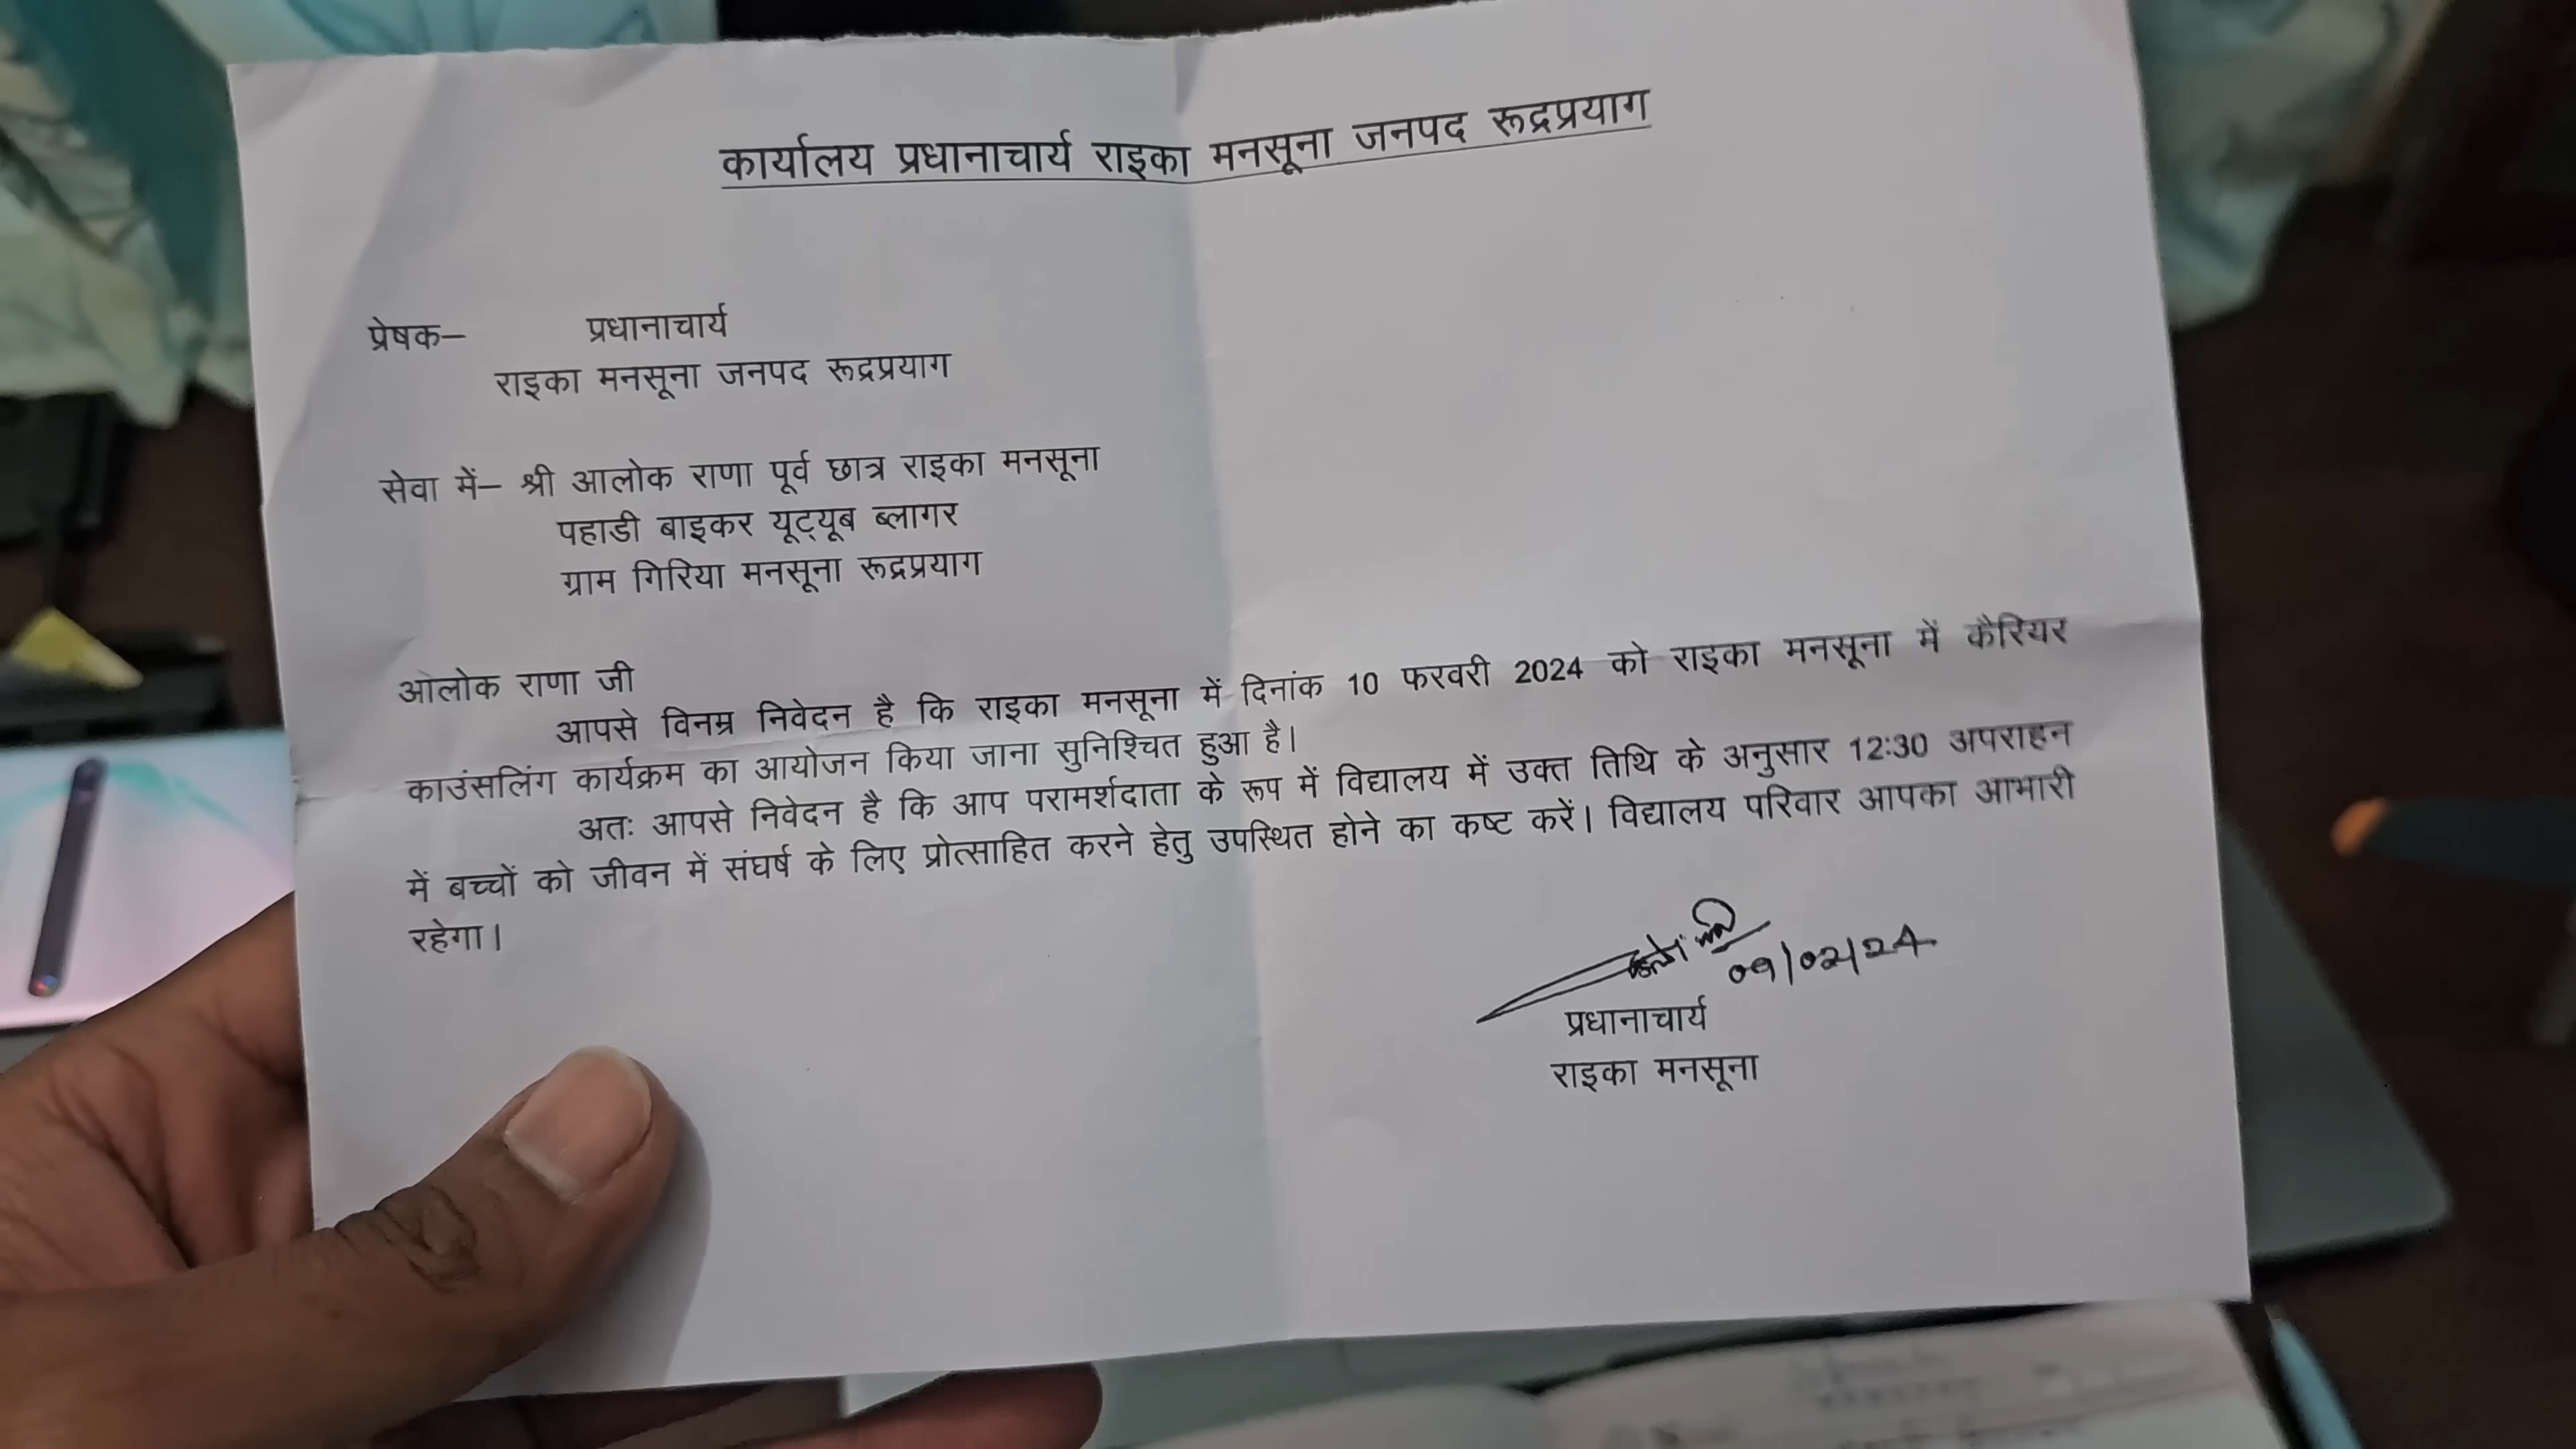 कार्यालय प्रधानाचार्य राइका मनसूना जनपद रूद्रप्रयाग
प्रेषक– प्रधानाचार्य
राइका मनसूना जनपद रूद्रप्रयाग
सेवा में– श्री आलोक राणा पूर्व छात्र राइका मनसूना
पहाडी बाइकर यूट्यूब ब्लागर
ग्राम गिरिया मनसूना रूद्रप्रयाग
आलोक राणा जी
आपसे विनम्र निवेदन है कि राइका मनसूना में दिनांक 10 फरवरी 2024 को राइका मनसूना में कैरियर
काउंसलिंग कार्यक्रम का आयोजन किया जाना सुनिश्चित हुआ है।
अतः आपसे निवेदन है कि आप परामर्शदाता के रूप में विद्यालय में उक्त तिथि के अनुसार 12:30 अपराहन
में बच्चों को जीवन में संघर्ष के लिए प्रोत्साहित करने हेतु उपस्थित होने का कष्ट करें। विद्यालय परिवार आपका आभारी
रहेगा।
09/02/24
प्रधानाचार्य
राइका मनसूना